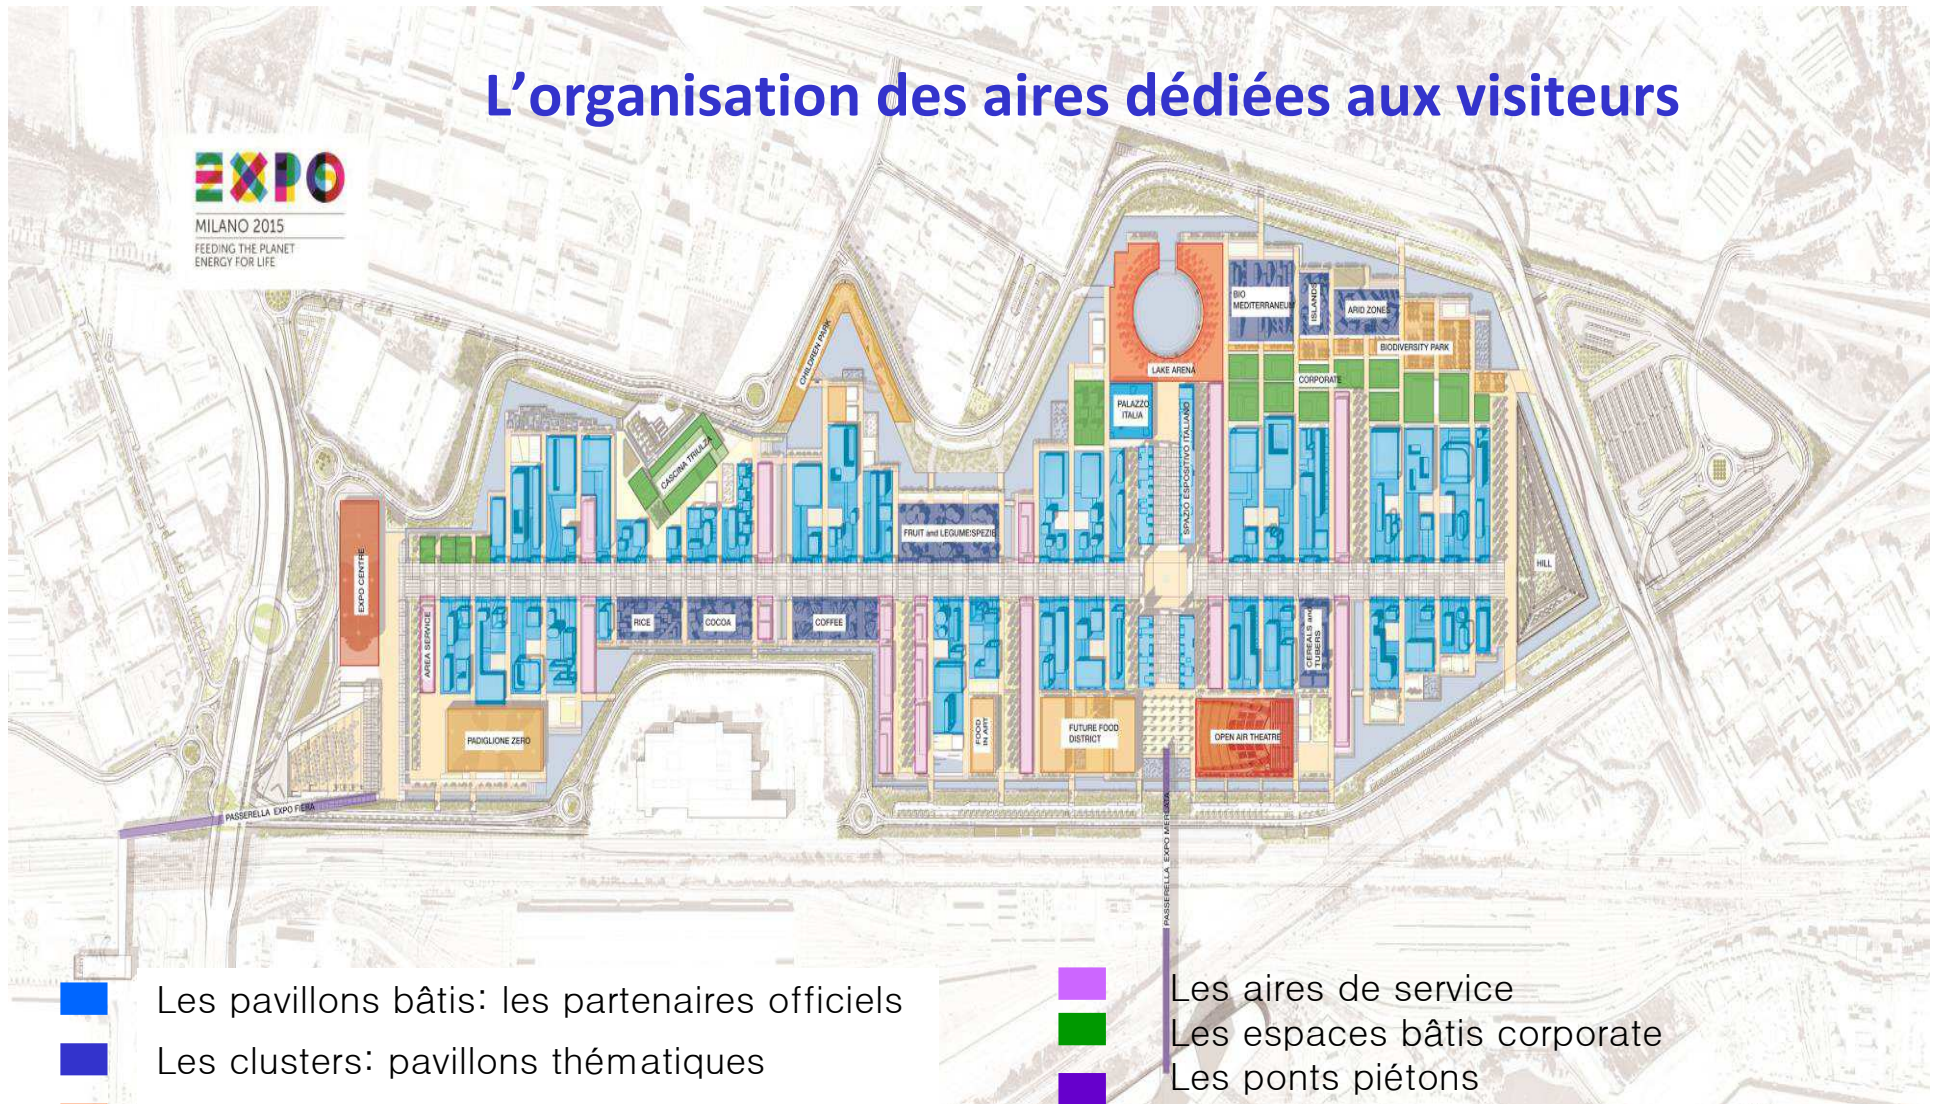 L'organisation des aires dédiées aux visiteurs
EXPO
MILANO 2015
FEEDING THE PLANET
ENERGY FOR LIFE
CHILDREN PARK
BIO
MEDITERRANEUM
ISLANDS
ARID ZONES
BIODIVERSITY PARK
LAKE ARENA
CORPORATE
PALAZZO
ITALIA
SPAZIO ESPOSITIVO ITALIANO
CASCINA TRIULZA
FRUIT and LEGUME:SPEZIE
EXPO CENTRE
HILL
AREA SERVICE
RICE
COCOA
COFFEE
CEREALS and
TUBERS
PADIGLIONE ZERO
FOOD
IN ART
FUTURE FOOD
DISTRICT
OPEN AIR THEATRE
PASSERELLA EXPO FIERA
PASSERELLA EXPO MERLATA
Les pavillons bâtis: les partenaires officiels
Les clusters: pavillons thématiques
Les aires de service
Les espaces bâtis corporate
Les ponts piétons